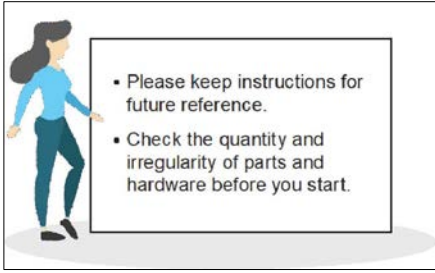 ▪ Please keep instructions for
future reference.
▪ Check the quantity and
irregularity of parts and
hardware before you start.